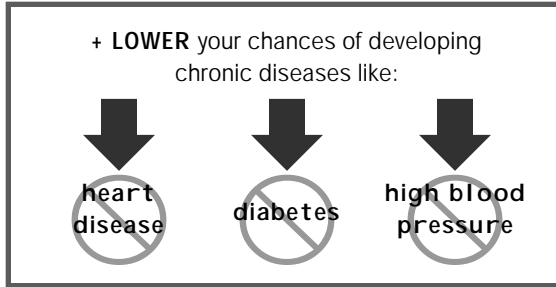 + LOWER your chances of developing
chronic diseases like:
heart
disease
diabetes
high blood
pressure